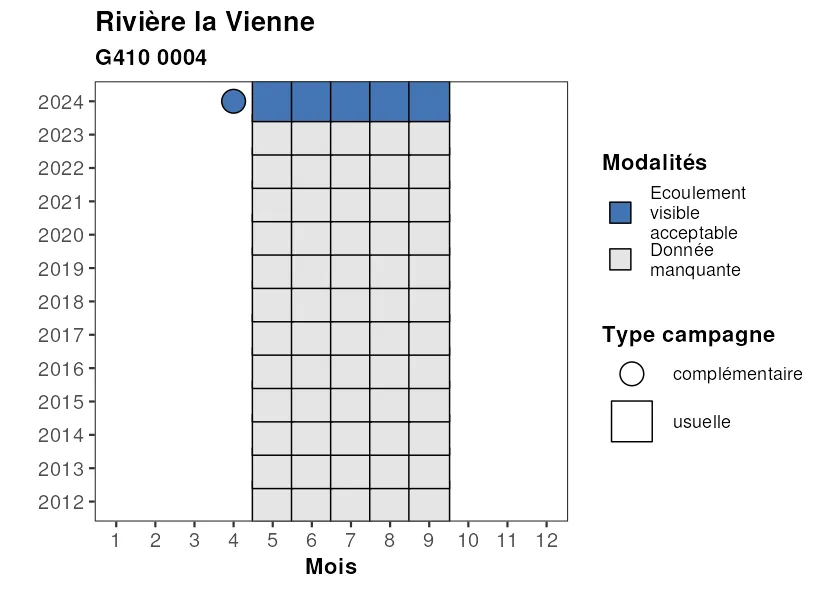 Rivière la Vienne
G410 0004
2024
2023
2022
2021
2020
2019
2018
2017
2016
2015
2014
2013
2012
1 2 3 4 5 6 7 8 9 10 11 12
Mois
Modalités
Ecoulement
visible
acceptable
Donnée
manquante
Type campagne
complémentaire
usuelle